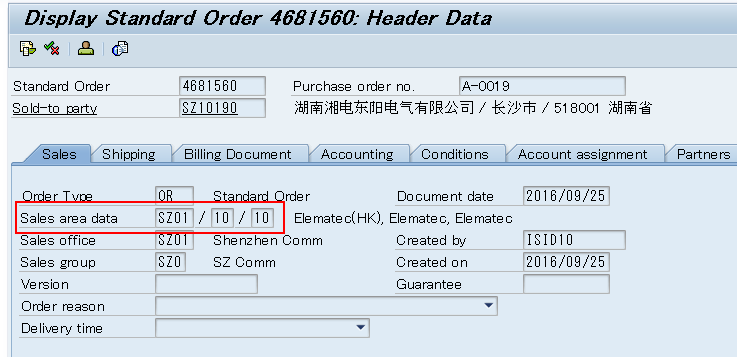 Display Standard Order 4681560: Header Data
Standard Order 4681560 Purchase order no. A-0019
Sold-to party SZ10190 湖南湘电东阳电气有限公司 / 长沙市 / 518001 湖南省
Sales Shipping Billing Document Accounting Conditions Account assignment Partners
Order Type OR Standard Order Document date 2016/09/25
Sales area data SZ01 / 10 / 10 Elematec(HK), Elematec, Elematec
Sales office SZ01 Shenzhen Comm Created by ISID10
Sales group SZ0 SZ Comm Created on 2016/09/25
Version Guarantee
Order reason
Delivery time